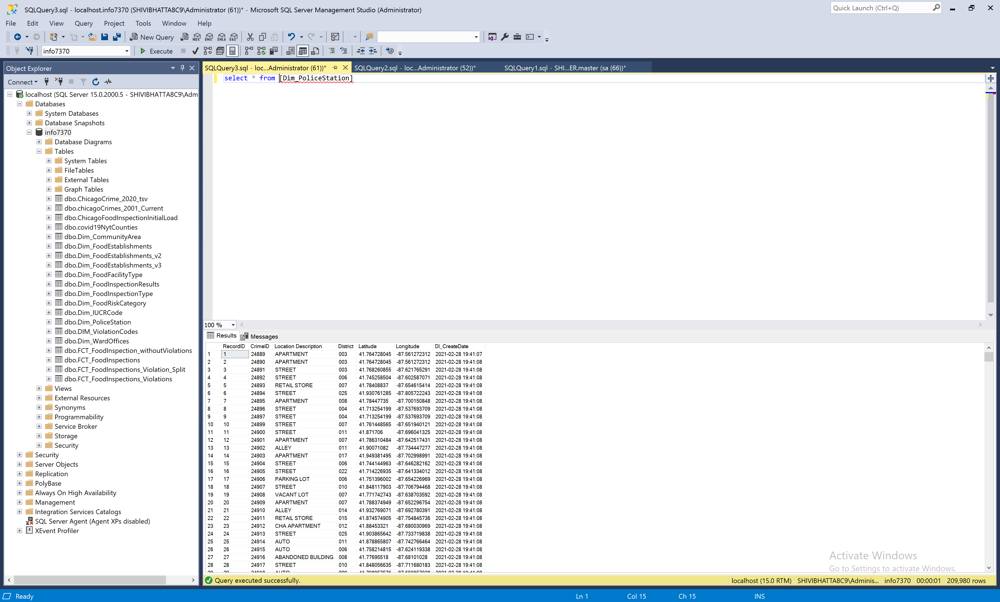 SQLQuery3.sql - localhost.info7370 (SHIVIBHATTA8C9\Administrator (61))* - Microsoft SQL Server Management Studio (Administrator)
Quick Launch (Ctrl+Q)
File Edit View Query Project Tools Window Help
New Query MDX DMX XMLA DAX
info7370 Execute
Object Explorer
SQLQuery3.sql - loc...Administrator (61))* SQLQuery2.sql - loc...Administrator (52))* SQLQuery1.sql - SHI...ER.master (sa (66))*
Connect
select * from [Dim_PoliceStation]
localhost (SQL Server 15.0.2000.5 - SHIVIBHATTA8C9\Adm
Databases
System Databases
Database Snapshots
info7370
Database Diagrams
Tables
System Tables
FileTables
External Tables
Graph Tables
dbo.ChicagoCrime_2020_tsv
dbo.chicagoCrimes_2001_Current
dbo.ChicagoFoodInspectionInitialLoad
dbo.covid19NytCounties
dbo.Dim_CommunityArea
dbo.Dim_FoodEstablishments
dbo.Dim_FoodEstablishments_v2
dbo.Dim_FoodEstablishments_v3
dbo.Dim_FoodFacilityType
dbo.Dim_FoodInspectionResults
dbo.Dim_FoodInspectionType
dbo.Dim_FoodRiskCategory
dbo.Dim_IUCRCode
dbo.Dim_PoliceStation
dbo.DIM_ViolationCodes
dbo.Dim_WardOffices
dbo.FCT_FoodInspection_withoutViolations
dbo.FCT_FoodInspections
dbo.FCT_FoodInspections_Violation_Split
dbo.FCT_FoodInspections_Violations
Views
External Resources
Synonyms
Programmability
Service Broker
Storage
Security
Security
Server Objects
Replication
PolyBase
Always On High Availability
Management
Integration Services Catalogs
SQL Server Agent (Agent XPs disabled)
XEvent Profiler
100 %
Results Messages
RecordID CrimeID Location Description District Latitude Longitude DI_CreateDate
1 1 24889 APARTMENT 003 41.764728045 -87.561272312 2021-02-28 19:41:07
2 2 24890 APARTMENT 003 41.764728045 -87.561272312 2021-02-28 19:41:08
3 3 24891 STREET 003 41.768260855 -87.621765291 2021-02-28 19:41:08
4 4 24892 STREET 006 41.745258504 -87.602587071 2021-02-28 19:41:08
5 5 24893 RETAIL STORE 007 41.78408837 -87.654615414 2021-02-28 19:41:08
6 6 24894 STREET 025 41.930761285 -87.805722243 2021-02-28 19:41:08
7 7 24895 APARTMENT 008 41.78447735 -87.700150848 2021-02-28 19:41:08
8 8 24896 STREET 004 41.713254199 -87.537693709 2021-02-28 19:41:08
9 9 24897 STREET 004 41.713254199 -87.537693709 2021-02-28 19:41:08
10 10 24899 STREET 007 41.761448565 -87.651940121 2021-02-28 19:41:08
11 11 24900 STREET 011 41.871706 -87.696041325 2021-02-28 19:41:08
12 12 24901 APARTMENT 007 41.786310484 -87.642517431 2021-02-28 19:41:08
13 13 24902 ALLEY 011 41.90071082 -87.734447277 2021-02-28 19:41:08
14 14 24903 APARTMENT 017 41.949381495 -87.702998991 2021-02-28 19:41:08
15 15 24904 STREET 006 41.744144963 -87.646282162 2021-02-28 19:41:08
16 16 24905 STREET 022 41.714226935 -87.641334012 2021-02-28 19:41:08
17 17 24906 PARKING LOT 006 41.751396002 -87.654226969 2021-02-28 19:41:08
18 18 24907 STREET 010 41.848117903 -87.706794468 2021-02-28 19:41:08
19 19 24908 VACANT LOT 007 41.771742743 -87.638703592 2021-02-28 19:41:08
20 20 24909 APARTMENT 007 41.788374949 -87.652296754 2021-02-28 19:41:08
21 21 24910 ALLEY 014 41.932769071 -87.692780391 2021-02-28 19:41:08
22 22 24911 RETAIL STORE 015 41.874574905 -87.754845736 2021-02-28 19:41:08
23 23 24912 CHA APARTMENT 012 41.88453321 -87.680030969 2021-02-28 19:41:08
24 24 24913 STREET 025 41.903865642 -87.733719838 2021-02-28 19:41:08
25 25 24914 AUTO 011 41.878865807 -87.742766464 2021-02-28 19:41:08
26 26 24915 AUTO 006 41.758214815 -87.624119338 2021-02-28 19:41:08
27 27 24916 ABANDONED BUILDING 008 41.77695518 -87.68101028 2021-02-28 19:41:08
28 28 24917 STREET 010 41.848056635 -87.711680183 2021-02-28 19:41:08
Activate Windows
Go to Settings to activate Windows.
Query executed successfully. localhost (15.0 RTM) SHIVIBHATTA8C9\Adminis... info7370 00:00:01 209,980 rows
Ready Ln 1 Col 15 Ch 15 INS